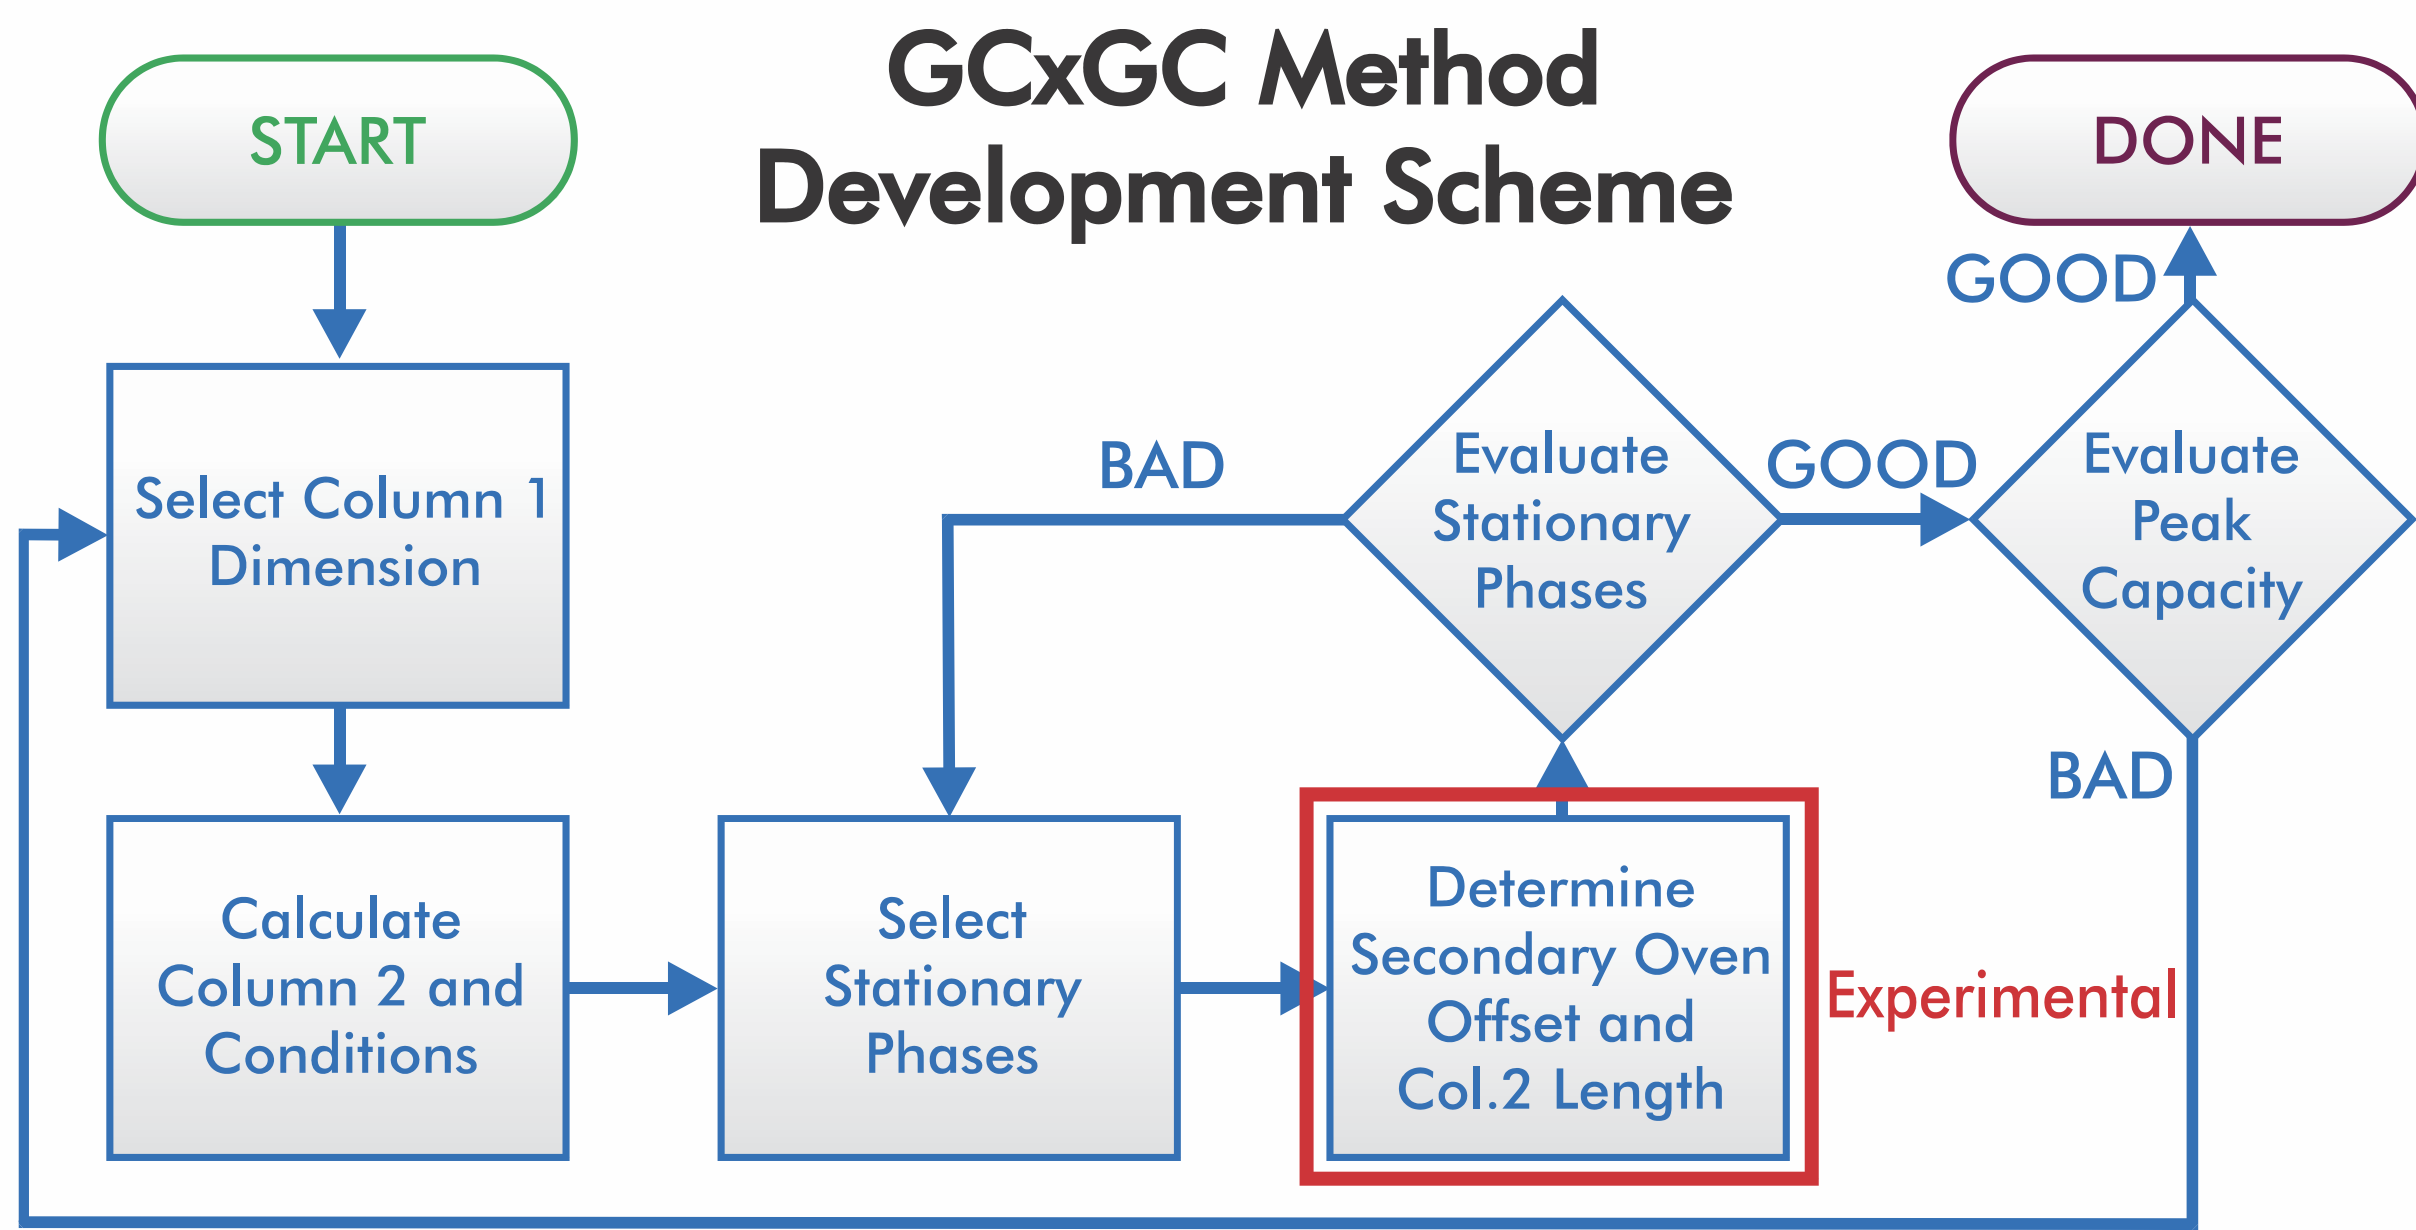 GCxGC Method
Development Scheme
START
DONE
GOOD
Select Column 1
Dimension
BAD
Evaluate
Stationary
Phases
GOOD
Evaluate
Peak
Capacity
BAD
Calculate
Column 2 and
Conditions
Select
Stationary
Phases
Determine
Secondary Oven
Offset and
Col.2 Length
Experimental